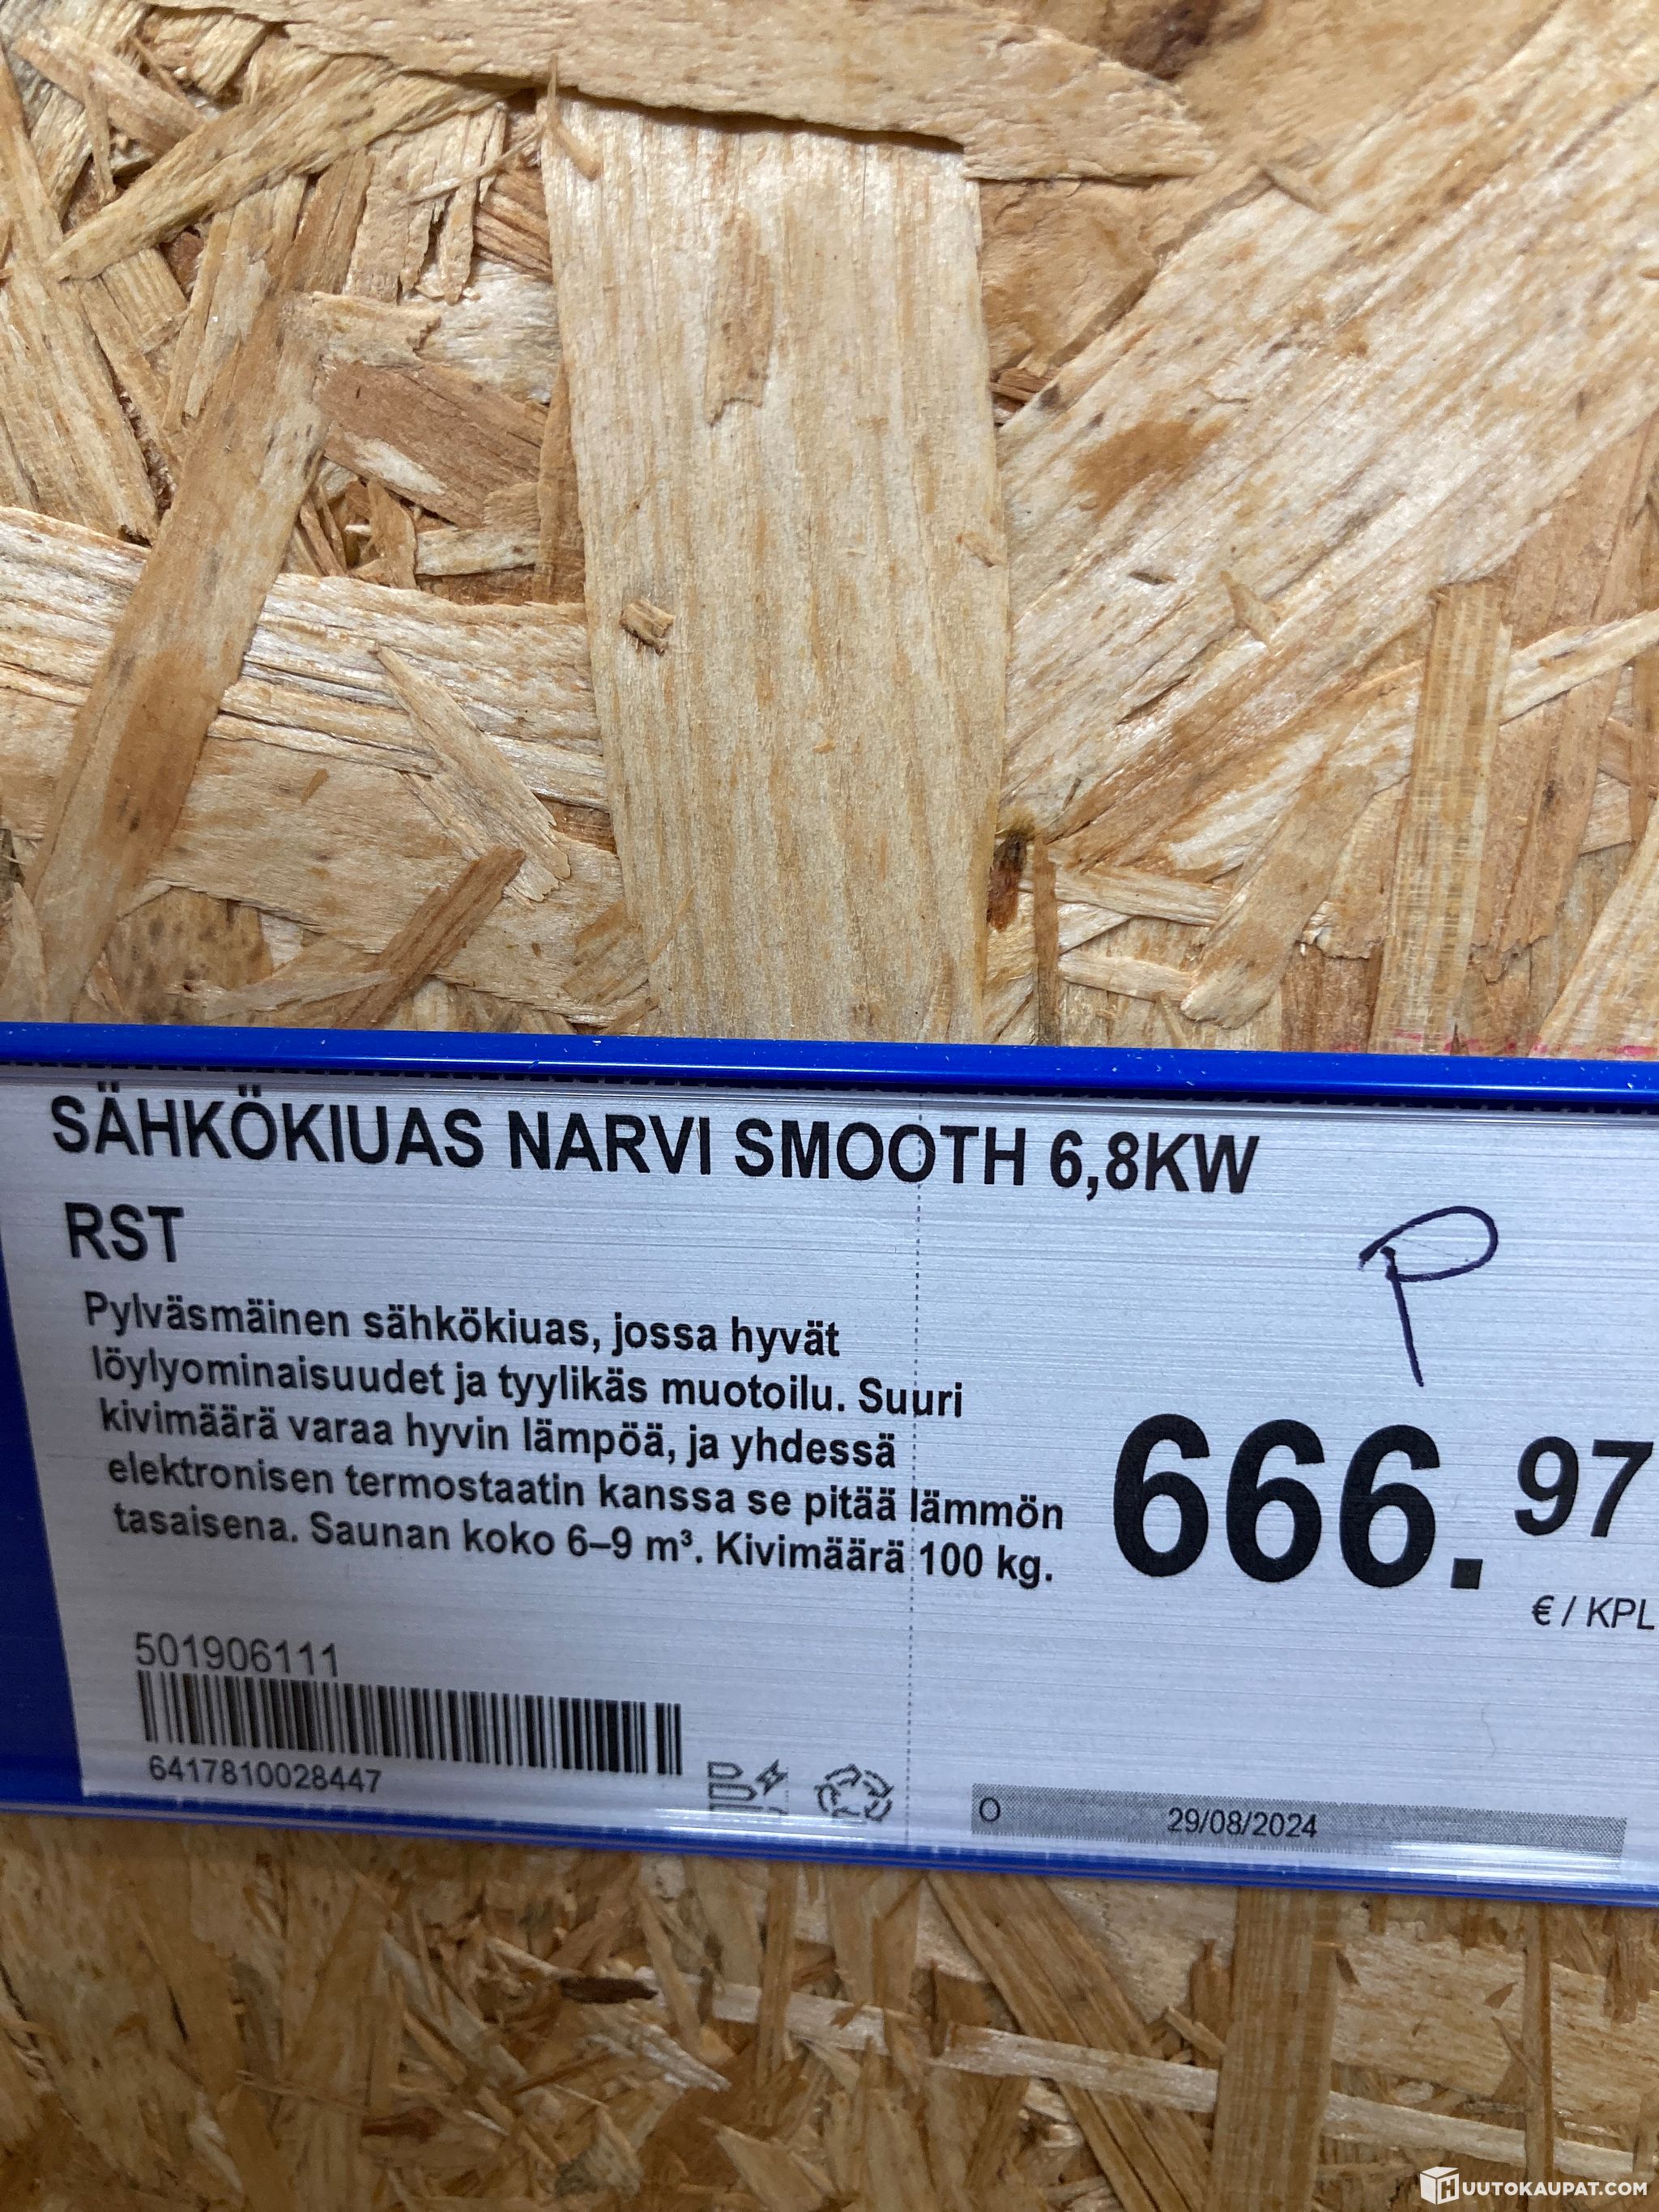 SÄHKÖKIUAS NARVI SMOOTH 6,8KW
RST
P
Pylväsmäinen sähkökiuas, jossa hyvät
löylyominaisuudet ja tyylikäs muotoilu. Suuri
kivimäärä varaa hyvin lämpöä, ja yhdessä
elektronisen termostaatin kanssa se pitää lämmön
tasaisena. Saunan koko 6–9 m³. Kivimäärä 100 kg.
666.97
€ / KPL
501906111
6417810028447
O 29/08/2024
HUUTOKAUPAT.COM